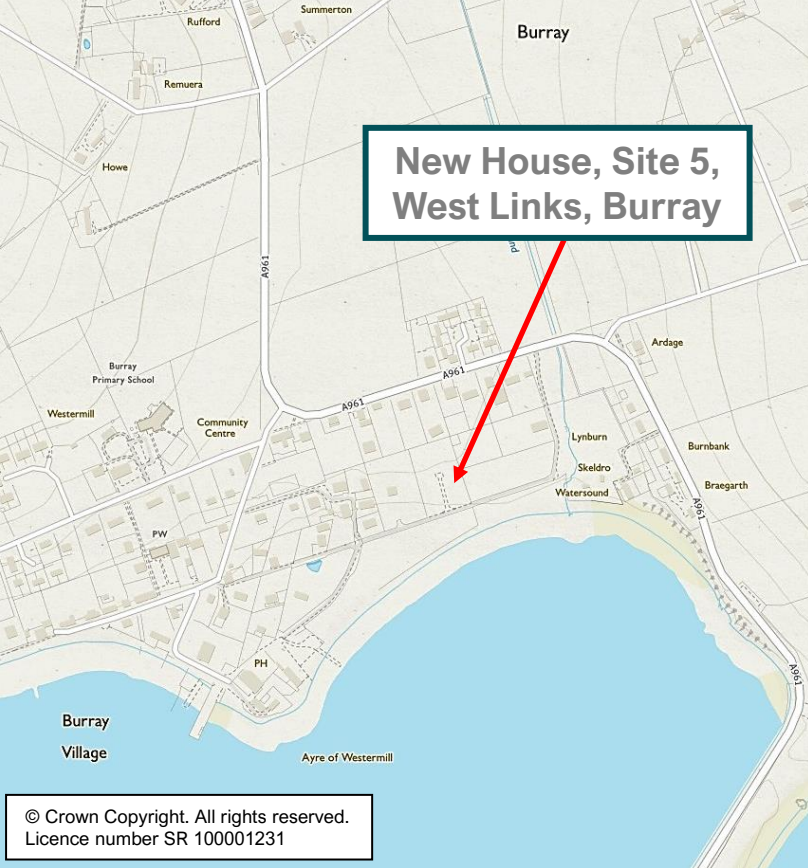 Summerton
Rufford
Burray
Remuera
New House, Site 5,
West Links, Burray
Howe
nd
A961
Ardage
A961
Burray
Primary School
A961
Westermill
Community
Centre
Lynburn
Burnbank
Skeldro
Braegarth
Watersound
A961
PW
PH
A961
Burray
Village
Ayre of Westermill
© Crown Copyright. All rights reserved.
Licence number SR 100001231